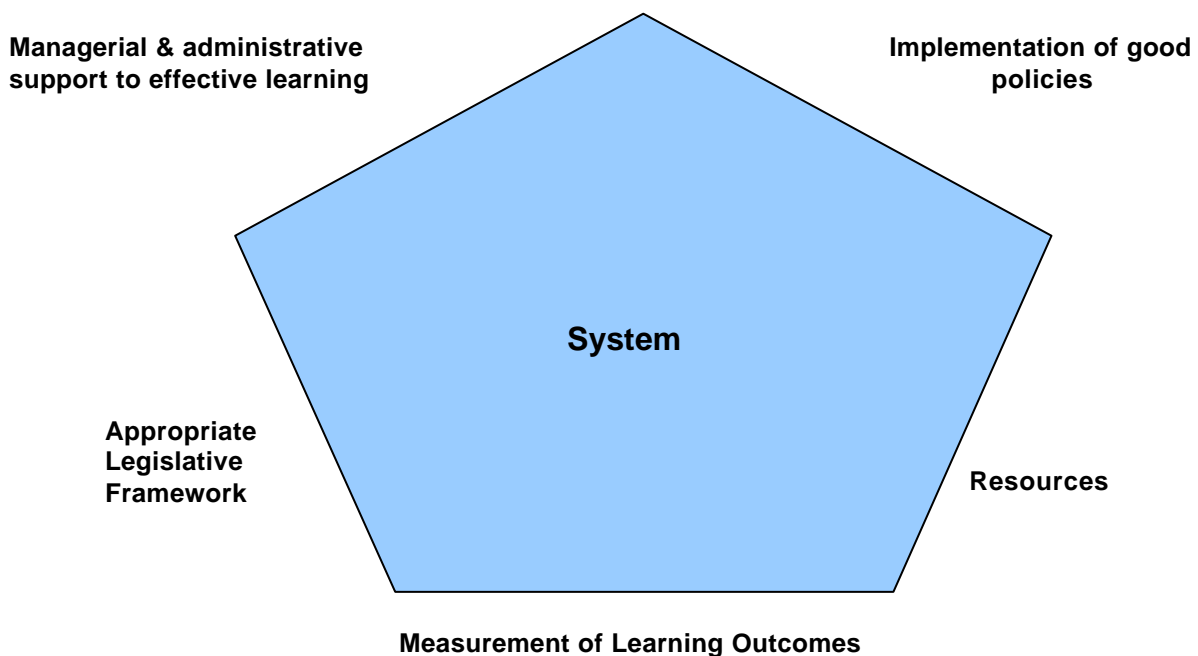 Managerial & administrative
support to effective learning
Implementation of good
policies
System
Appropriate
Legislative
Framework
Resources
Measurement of Learning Outcomes